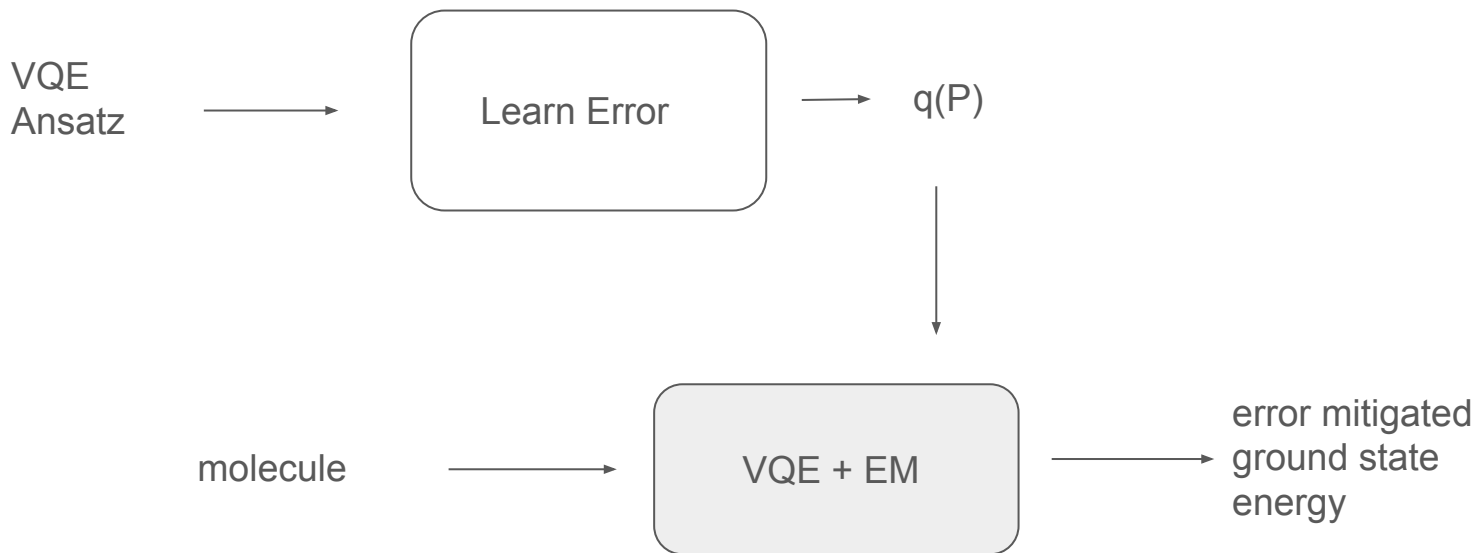 VQE
Ansatz
Learn Error
q(P)
molecule
VQE + EM
error mitigated
ground state
energy